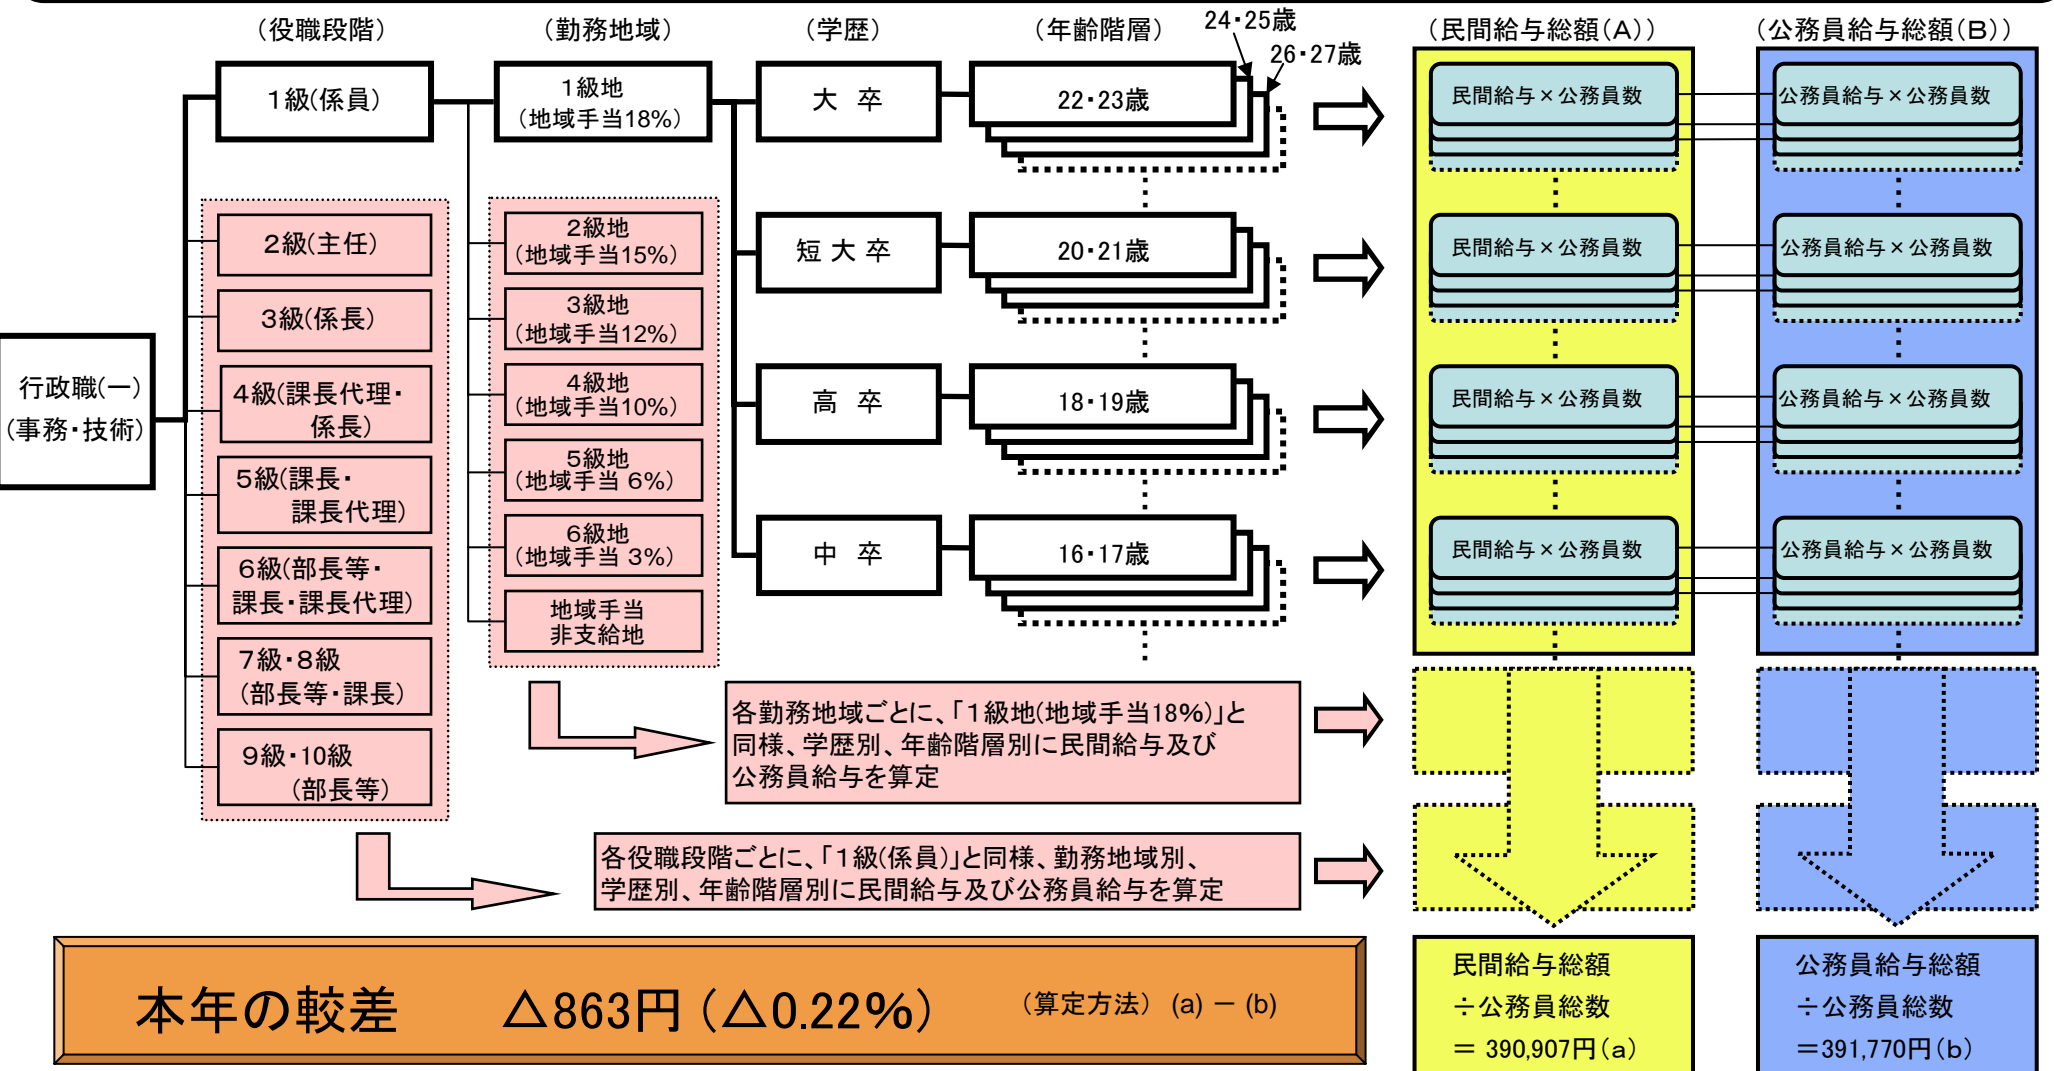 （役職段階）
（勤務地域）
（学歴）
（年齢階層）
24・25歳
26・27歳
（民間給与総額（A））
（公務員給与総額（B））
行政職(一)
(事務・技術)
１級(係員)
２級(主任)
３級(係長)
４級(課長代理・
係長)
５級(課長・
課長代理)
６級(部長等・
課長・課長代理)
７級・８級
(部長等・課長)
９級・10級
(部長等)
１級地
(地域手当18%)
２級地
(地域手当15%)
３級地
(地域手当12%)
４級地
(地域手当10%)
５級地
(地域手当 6%)
６級地
(地域手当 3%)
地域手当
非支給地
大 卒
短 大 卒
高 卒
中 卒
22・23歳
20・21歳
18・19歳
16・17歳
民間給与×公務員数
公務員給与×公務員数
民間給与×公務員数
公務員給与×公務員数
民間給与×公務員数
公務員給与×公務員数
民間給与×公務員数
公務員給与×公務員数
各勤務地域ごとに、「１級地(地域手当18%)」と
同様、学歴別、年齢階層別に民間給与及び
公務員給与を算定
各役職段階ごとに、「１級(係員)」と同様、勤務地域別、
学歴別、年齢階層別に民間給与及び公務員給与を算定
本年の較差 △863円（△0.22%） （算定方法） (a) － (b)
民間給与総額
÷公務員総数
＝ 390,907円（a）
公務員給与総額
÷公務員総数
＝391,770円（b）